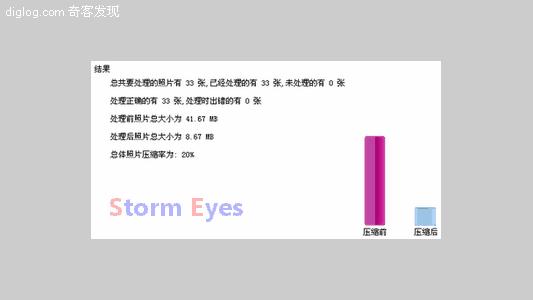 diglog.com 奇客发现
结果
总共要处理的照片有 33 张,已经处理的有 33 张,未处理的有 0 张
处理正确的有 33 张,处理时出错的有 0 张
处理前照片总大小为 41.67 MB
处理后照片总大小为 8.67 MB
总体照片压缩率为: 20%
Storm Eyes
压缩前 压缩后